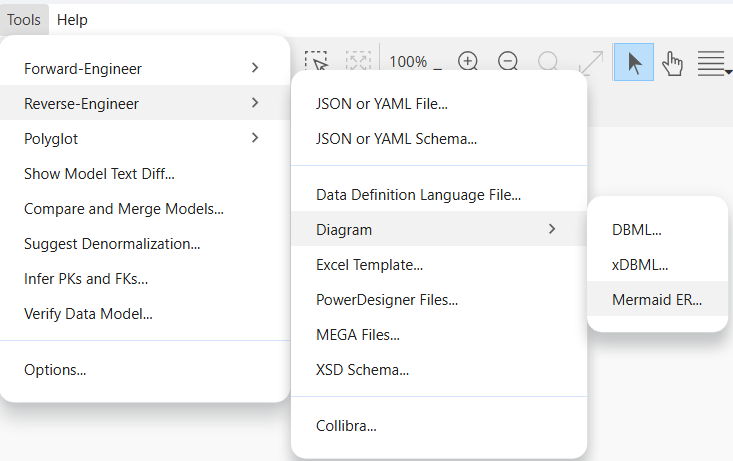 Tools Help
100%
Forward-Engineer
Reverse-Engineer
Polyglot
Show Model Text Diff...
Compare and Merge Models...
Suggest Denormalization...
Infer PKs and FKs...
Verify Data Model...
Options...
JSON or YAML File...
JSON or YAML Schema...
Data Definition Language File...
Diagram
Excel Template...
PowerDesigner Files...
MEGA Files...
XSD Schema...
Collibra...
DBML...
xDBML...
Mermaid ER...